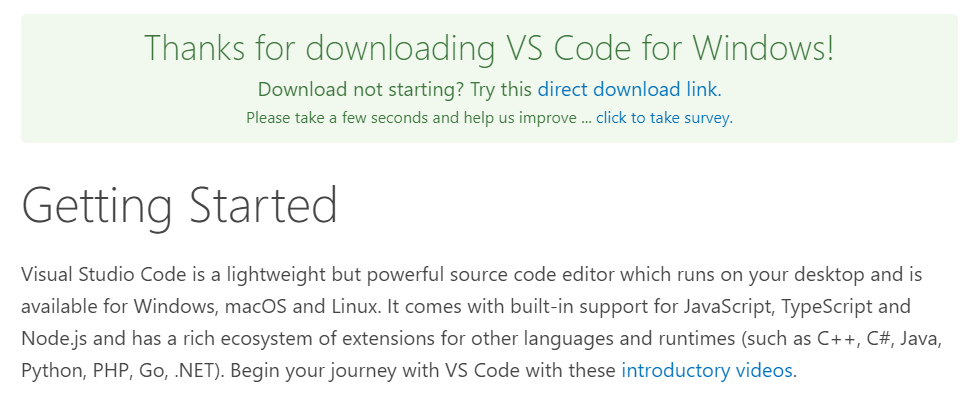 Thanks for downloading VS Code for Windows!
Download not starting? Try this direct download link.
Please take a few seconds and help us improve ... click to take survey.
Getting Started
Visual Studio Code is a lightweight but powerful source code editor which runs on your desktop and is
available for Windows, macOS and Linux. It comes with built-in support for JavaScript, TypeScript and
Node.js and has a rich ecosystem of extensions for other languages and runtimes (such as C++, C#, Java,
Python, PHP, Go, .NET). Begin your journey with VS Code with these introductory videos.